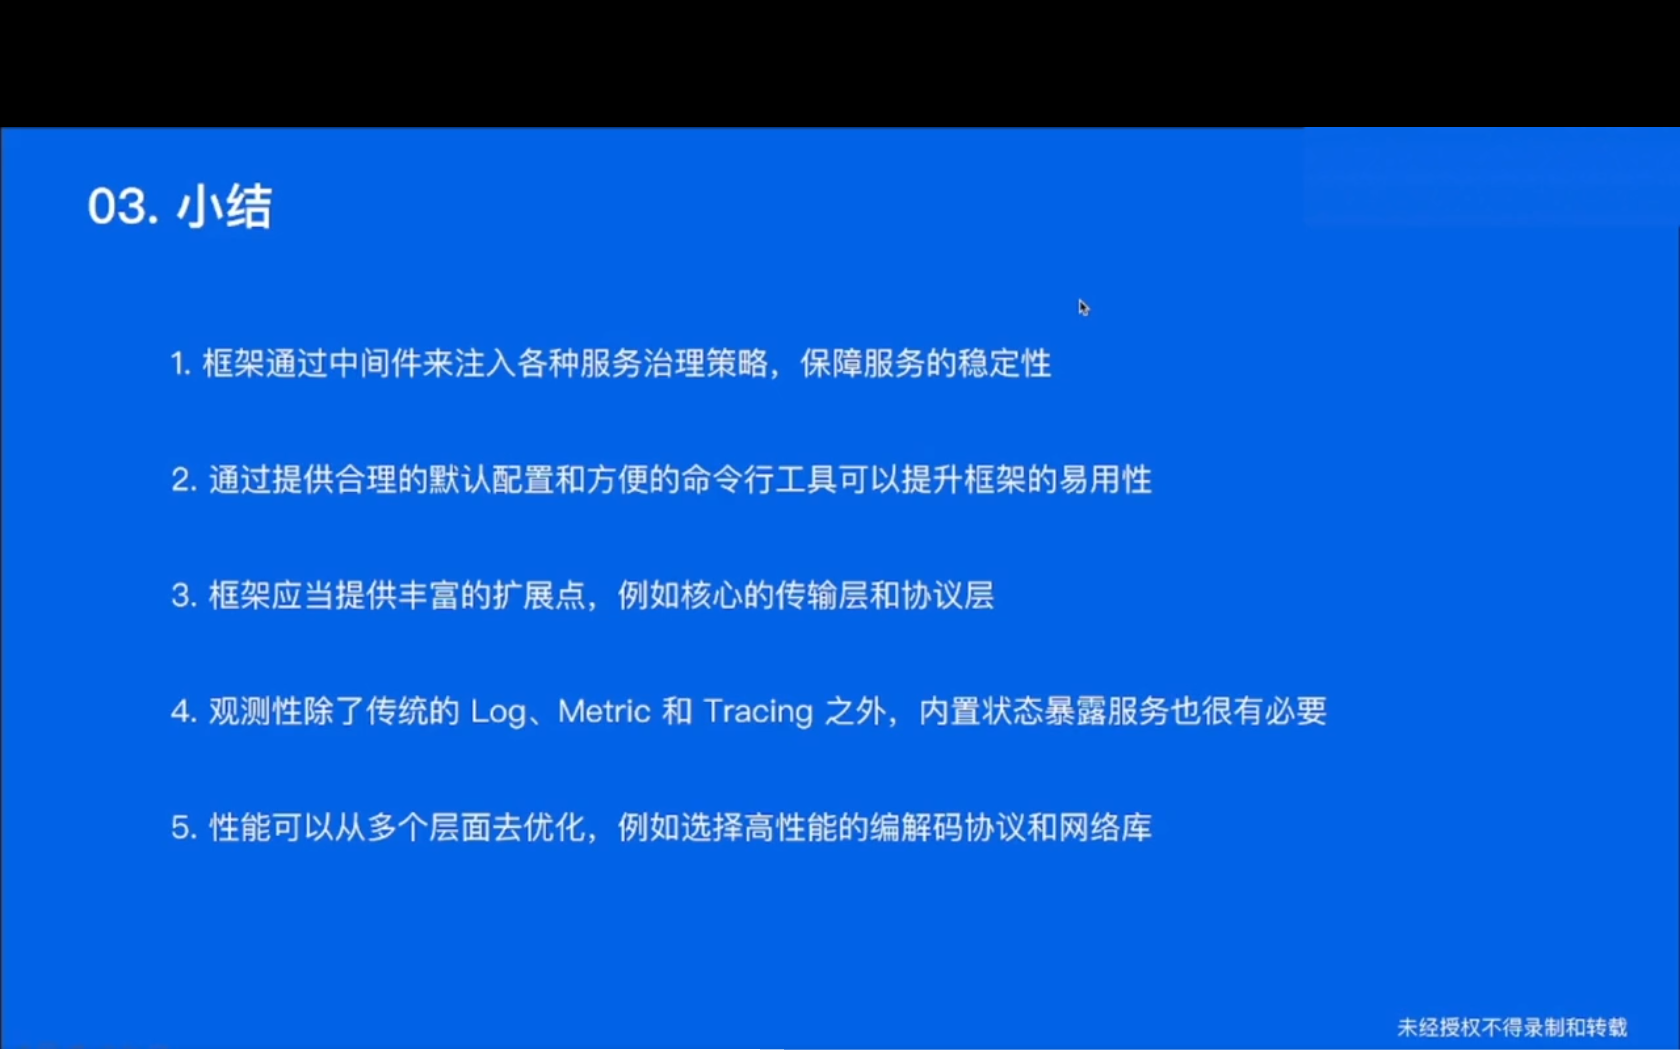 03. 小结
1. 框架通过中间件来注入各种服务治理策略，保障服务的稳定性
2. 通过提供合理的默认配置和方便的命令行工具可以提升框架的易用性
3. 框架应当提供丰富的扩展点，例如核心的传输层和协议层
4. 观测性除了传统的 Log、Metric 和 Tracing 之外，内置状态暴露服务也很有必要
5. 性能可以从多个层面去优化，例如选择高性能的编解码协议和网络库
未经授权不得录制和转载